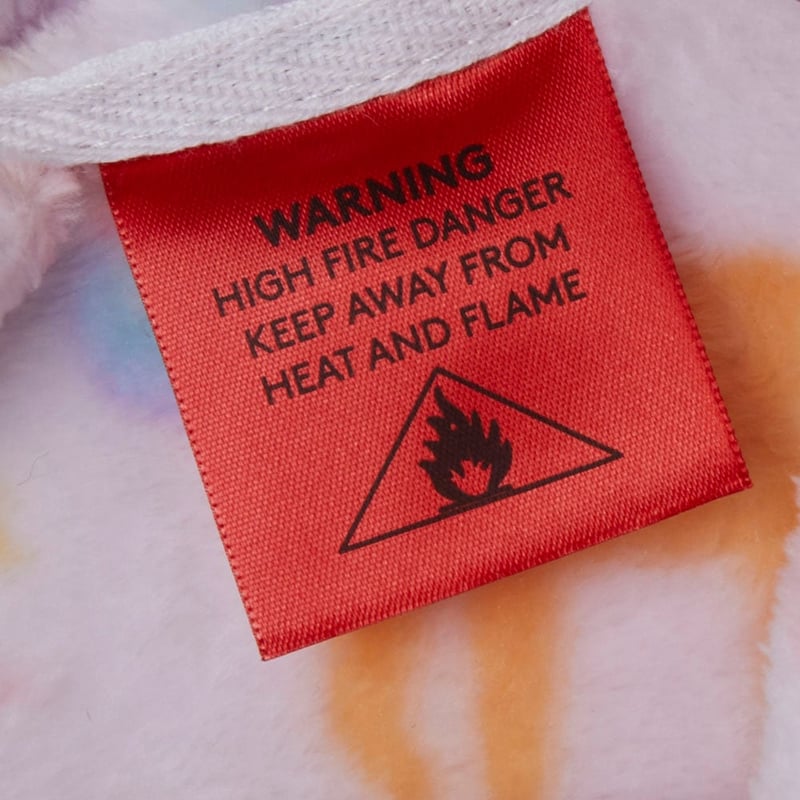 WARNING
HIGH FIRE DANGER
KEEP AWAY FROM
HEAT AND FLAME